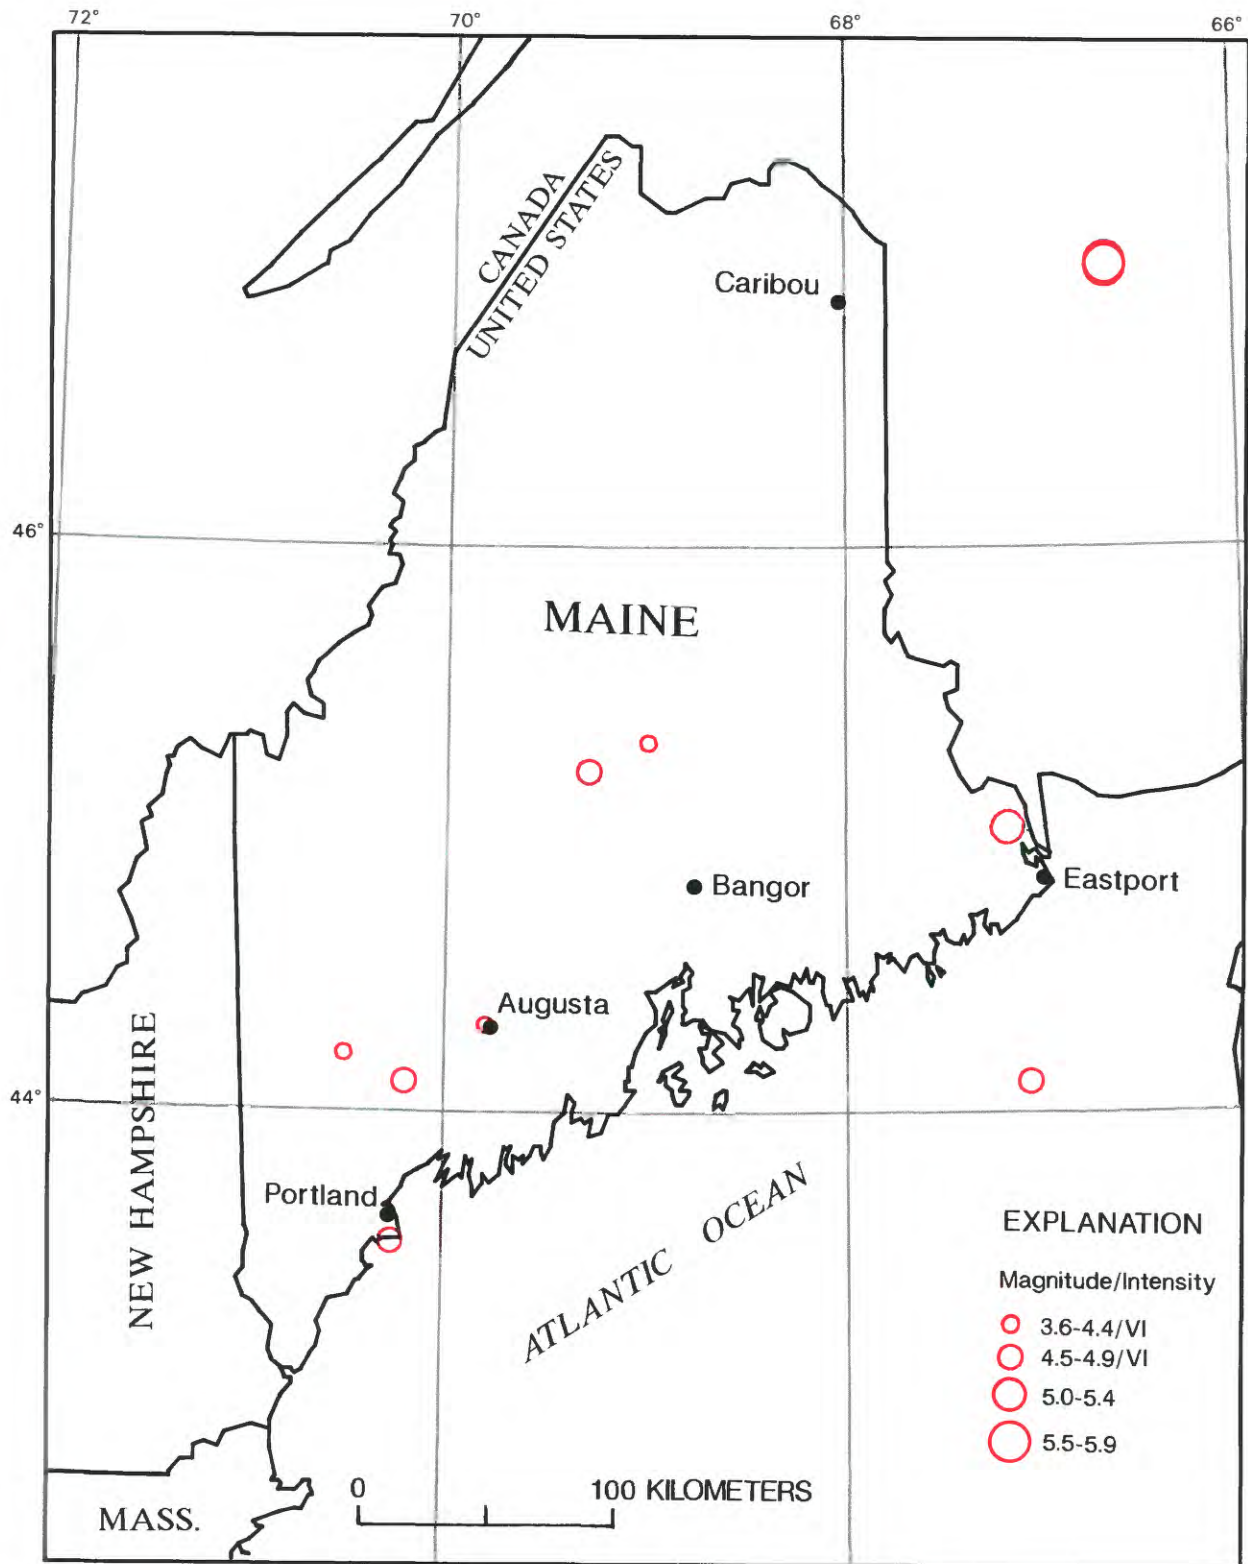 72°
70°
68°
66°
CANADA
UNITED STATES
Caribou
46°
MAINE
Bangor
Eastport
Augusta
44°
NEW HAMPSHIRE
Portland
ATLANTIC OCEAN
EXPLANATION
Magnitude/Intensity
3.6-4.4/VI
4.5-4.9/VI
5.0-5.4
5.5-5.9
0 100 KILOMETERS
MASS.